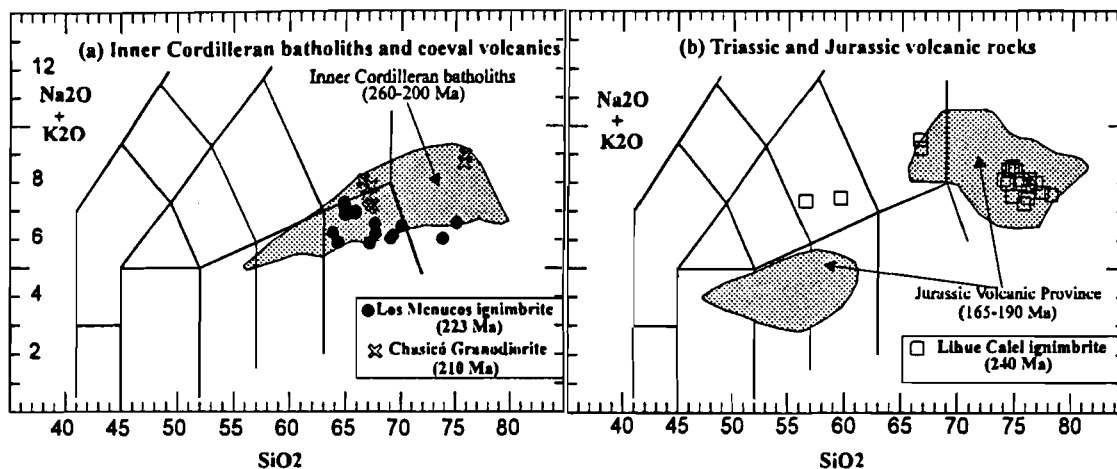 (a) Inner Cordilleran batholiths and coeval volcanics
12
Na2O
+
K2O
8
6
4
2
Inner Cordilleran batholiths
(260-200 Ma)
Los Menucos ignimbrite
(223 Ma)
Chasicó Granodiorite
(210 Ma)
40 45 50 55 60 65 70 75 80 85
SiO2
(b) Triassic and Jurassic volcanic rocks
Na2O
+
K2O
Jurassic Volcanic Province
(165-190 Ma)
Lihue Calel ignimbrite
(240 Ma)
40 45 50 55 60 65 70 75 80 85
SiO2